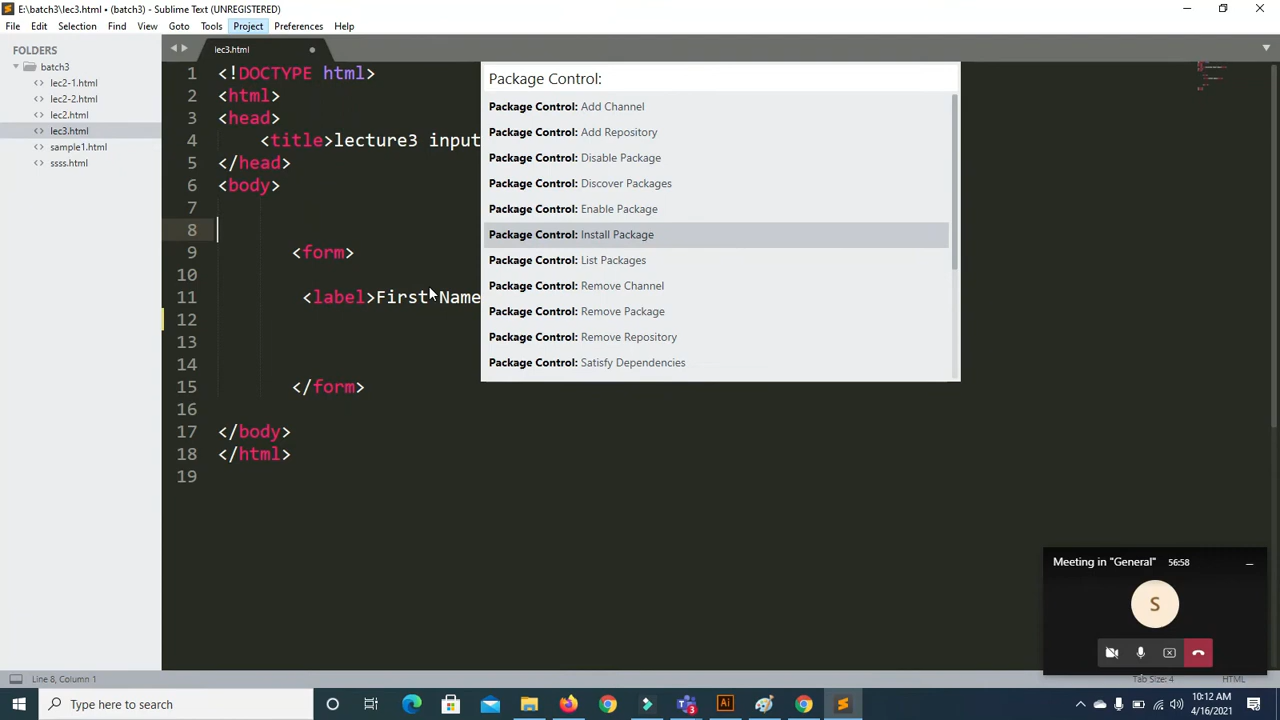 E:\batch3\lec3.html • (batch3) - Sublime Text (UNREGISTERED)
File Edit Selection Find View Goto Tools Project Preferences Help
FOLDERS
batch3
lec2-1.html
lec2-2.html
lec2.html
lec3.html
sample1.html
ssss.html
lec3.html
1 <!DOCTYPE html>
2 <html>
3 <head>
4 <title>lecture3 input
5 </head>
6 <body>
7
8
9 <form>
10
11 <label>First Name
12
13
14
15 </form>
16
17 </body>
18 </html>
19
Package Control:
Package Control: Add Channel
Package Control: Add Repository
Package Control: Disable Package
Package Control: Discover Packages
Package Control: Enable Package
Package Control: Install Package
Package Control: List Packages
Package Control: Remove Channel
Package Control: Remove Package
Package Control: Remove Repository
Package Control: Satisfy Dependencies
Meeting in "General" 56:58
S
Line 8, Column 1
Tab Size: 4 HTML
Type here to search
10:12 AM
4/16/2021